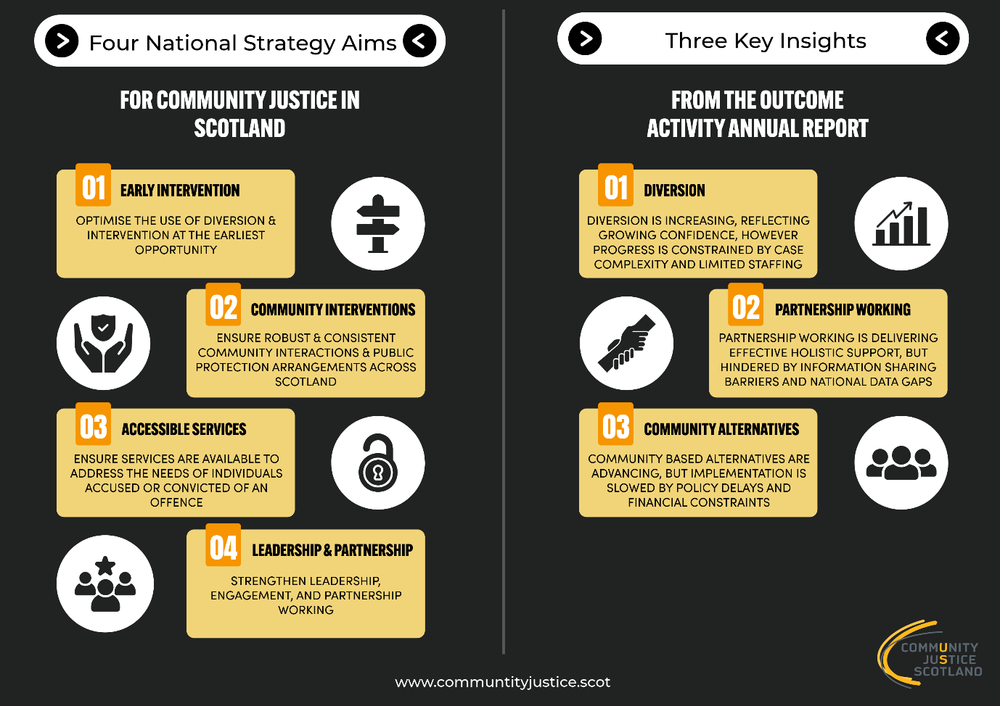 Four National Strategy Aims
FOR COMMUNITY JUSTICE IN
SCOTLAND
01 EARLY INTERVENTION
OPTIMISE THE USE OF DIVERSION &
INTERVENTION AT THE EARLIEST
OPPORTUNITY
02 COMMUNITY INTERVENTIONS
ENSURE ROBUST & CONSISTENT
COMMUNITY INTERACTIONS & PUBLIC
PROTECTION ARRANGEMENTS ACROSS
SCOTLAND
03 ACCESSIBLE SERVICES
ENSURE SERVICES ARE AVAILABLE TO
ADDRESS THE NEEDS OF INDIVIDUALS
ACCUSED OR CONVICTED OF AN
OFFENCE
04 LEADERSHIP & PARTNERSHIP
STRENGTHEN LEADERSHIP,
ENGAGEMENT, AND PARTNERSHIP
WORKING
Three Key Insights
FROM THE OUTCOME
ACTIVITY ANNUAL REPORT
01 DIVERSION
DIVERSION IS INCREASING, REFLECTING
GROWING CONFIDENCE, HOWEVER
PROGRESS IS CONSTRAINED BY CASE
COMPLEXITY AND LIMITED STAFFING
02 PARTNERSHIP WORKING
PARTNERSHIP WORKING IS DELIVERING
EFFECTIVE HOLISTIC SUPPORT, BUT
HINDERED BY INFORMATION SHARING
BARRIERS AND NATIONAL DATA GAPS
03 COMMUNITY ALTERNATIVES
COMMUNITY BASED ALTERNATIVES ARE
ADVANCING, BUT IMPLEMENTATION IS
SLOWED BY POLICY DELAYS AND
FINANCIAL CONSTRAINTS
www.communtityjustice.scot
COMMUNITY
JUSTICE
SCOTLAND